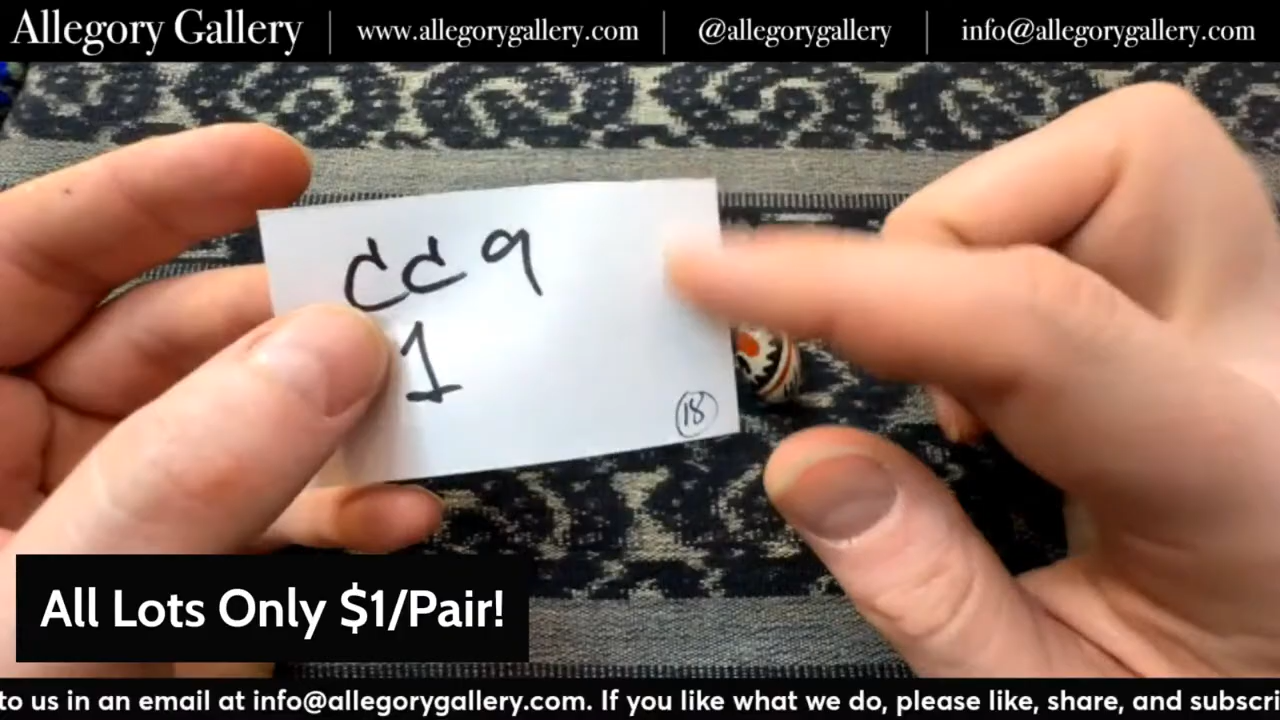 Allegory Gallery | www.allegorygallery.com | @allegorygallery | info@allegorygallery.com
CC9
1
18
All Lots Only $1/Pair!
to us in an email at info@allegorygallery.com. If you like what we do, please like, share, and subscri